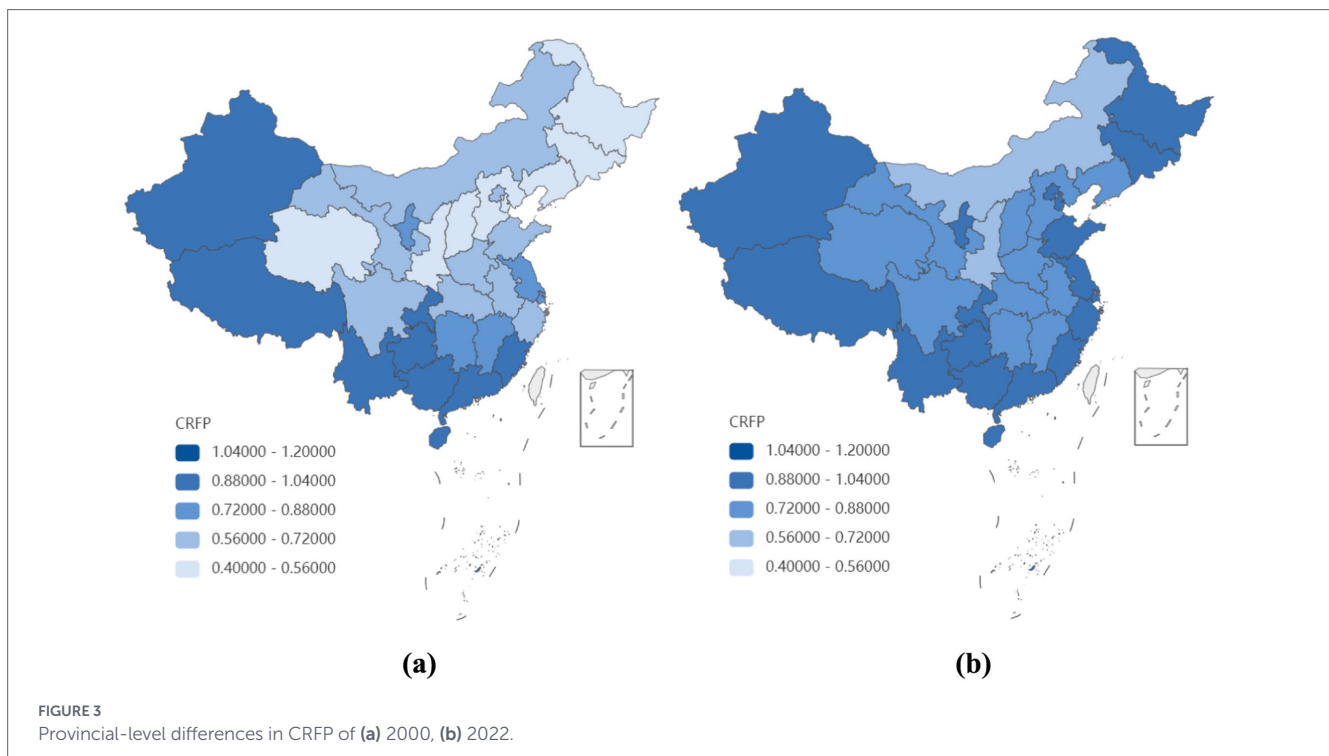 CRFP
1.04000 - 1.20000
0.88000 - 1.04000
0.72000 - 0.88000
0.56000 - 0.72000
0.40000 - 0.56000
(a)
CRFP
1.04000 - 1.20000
0.88000 - 1.04000
0.72000 - 0.88000
0.56000 - 0.72000
0.40000 - 0.56000
(b)
FIGURE 3
Provincial-level differences in CRFP of (a) 2000, (b) 2022.